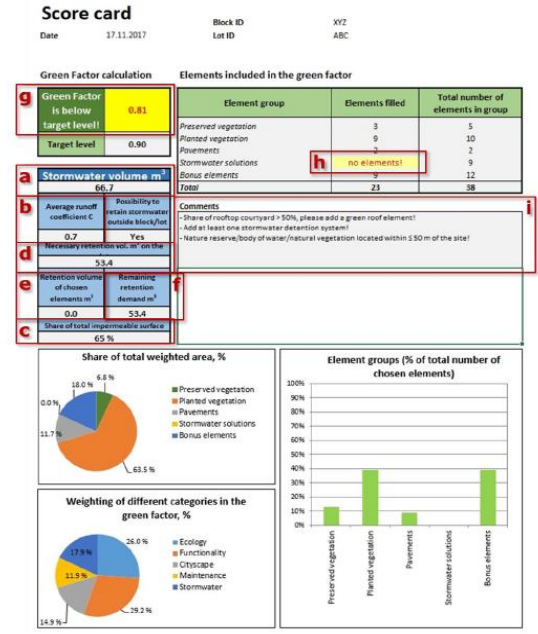 Score card
Block ID XYZ
Date 17.11.2017 Lot ID ABC
Green Factor calculation Elements included in the green factor
g
Green Factor
is below
target level!
0.81
Target level 0.90
Element group Elements filled Total number of
elements in group
Preserved vegetation 3 5
Planted vegetation 9 10
Pavements 2 2
h
Stormwater solutions no elements! 9
Bonus elements 9 12
Total 23 38
a
Stormwater volume m³
66.7
b
Average runoff
coefficient C
Possibility to
retain stormwater
outside block/lot
0.7 Yes
d
Necessary retention vol. m³ on the
53.4
e
Retention volume
of chosen
elements m³
f
Remaining
retention
demand m³
0.0 53.4
c
Share of total impermeable surface
65 %
i
Comments
- Share of rooftop courtyard > 50%, please add a green roof element!
- Add at least one stormwater detention system!
- Nature reserve/body of water/natural vegetation located within ≤ 50 m of the site!
Share of total weighted area, %
6.8 %
18.0 %
0.0 %
11.7 %
63.5 %
Preserved vegetation
Planted vegetation
Pavements
Stormwater solutions
Bonus elements
Weighting of different categories in the
green factor, %
26.0 %
17.9 %
11.9 %
14.9 %
29.2 %
Ecology
Functionality
Cityscape
Maintenance
Stormwater
Element groups (% of total number of
chosen elements)
100%
90%
80%
70%
60%
50%
40%
30%
20%
10%
0%
Preserved vegetation
Planted vegetation
Pavements
Stormwater solutions
Bonus elements